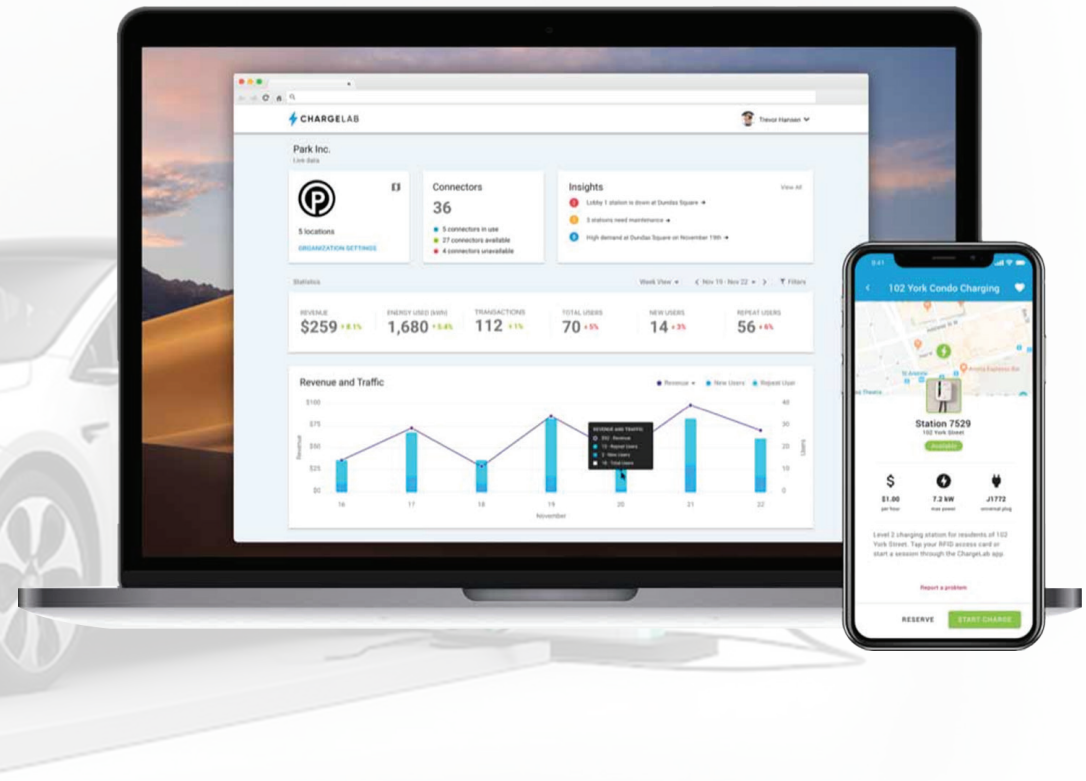 CHARGELAB
Trevor Hansen
Park Inc.
Live data
5 locations
ORGANIZATION SETTINGS
Connectors
36
5 connectors in use
27 connectors available
4 connectors unavailable
Insights
View All
Lobby 1 station is down at Dundas Square
3 stations need maintenance
High demand at Dundas Square on November 19th
Statistics
Week View
Nov 19 - Nov 22
Filters
REVENUE
$259 +8.1%
ENERGY USED (kWh)
1,680 +5.4%
TRANSACTIONS
112 +1%
TOTAL USERS
70 +5%
NEW USERS
14 +3%
REPEAT USERS
56 +6%
Revenue and Traffic
Revenue
New Users
Repeat User
$100
$75
$50
$25
$0
Revenue
40
30
20
10
0
Users
REVENUE AND TRAFFIC
Revenue
Repeat Users
New Users
Total Users
16
17
18
19
20
21
22
November
9:41
102 York Condo Charging
Station 7529
102 York Street
Available
$1.00
per hour
7.2 kW
max power
J1772
universal plug
Level 2 charging station for residents of 102
York Street. Tap your RFID access card or
start a session through the ChargeLab app
Report a problem
RESERVE
START CHARGE